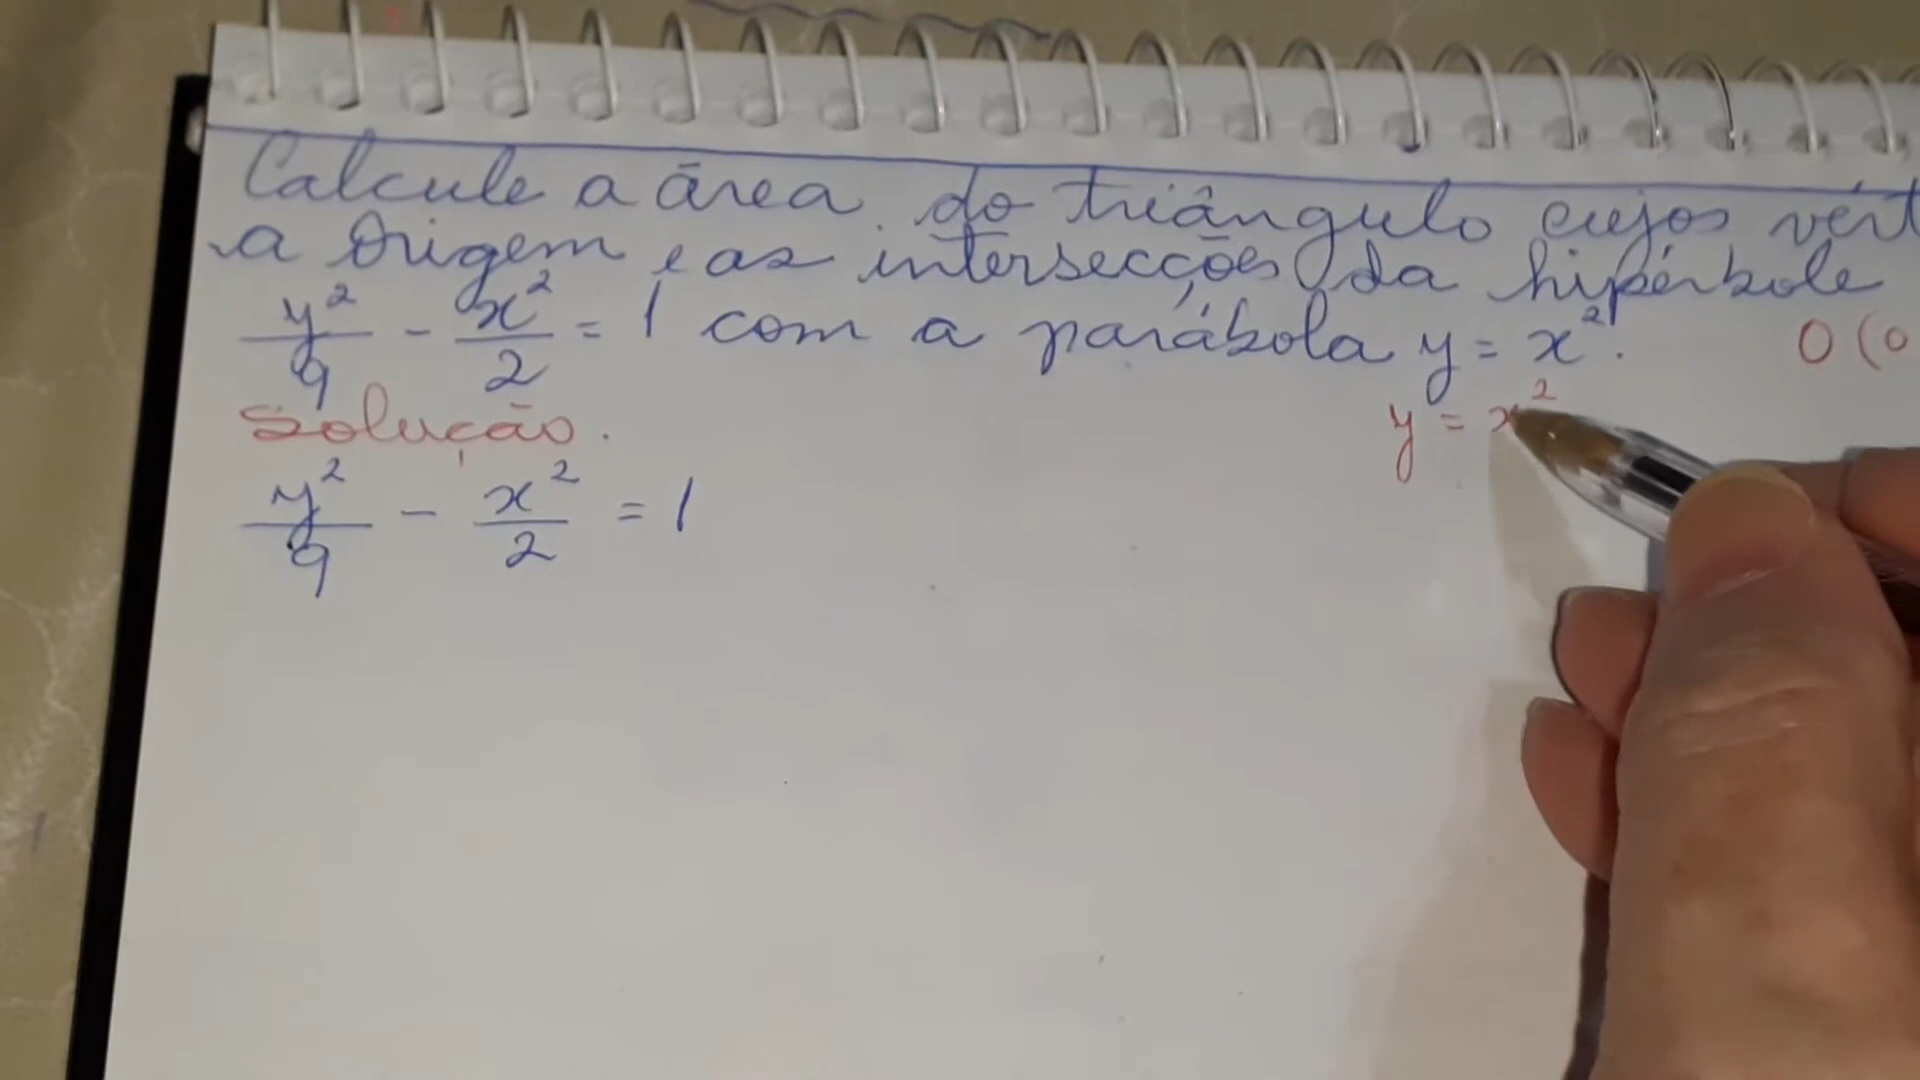 Calcule a área do triângulo cujos vért
a Origem e as intersecções da hipérbole
y²/9 - x²/2 = 1 com a parábola y = x².
O (0
Solução.
y = x²
y²/9 - x²/2 = 1